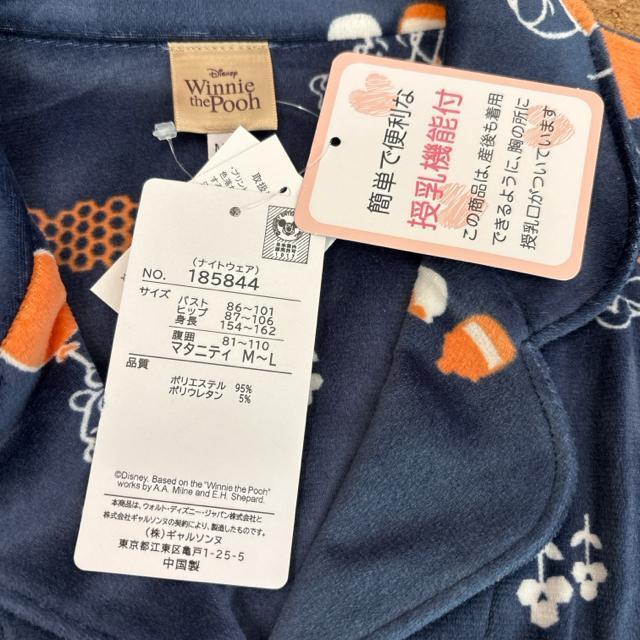 Disney
Winnie
the Pooh
M
簡単で便利な
授乳機能付
この商品は、産後も着用
できるように、胸の所に
授乳口がついています
(ナイトウェア)
NO. 185844
サイズ バスト 86～101
ヒップ 87～102
身長 154～162
腹囲 81～110
マタニティ M～L
品質 ポリエステル 95%
ポリウレタン 5%
©Disney. Based on the "Winnie the Pooh"
works by A.A. Milne and E.H. Shepard.
本商品は、ウォルト・ディズニー・ジャパン株式会社と
株式会社ギャルソンヌの契約により、製造したものです。
(株)ギャルソンヌ
東京都江東区亀戸1-25-5
中国製